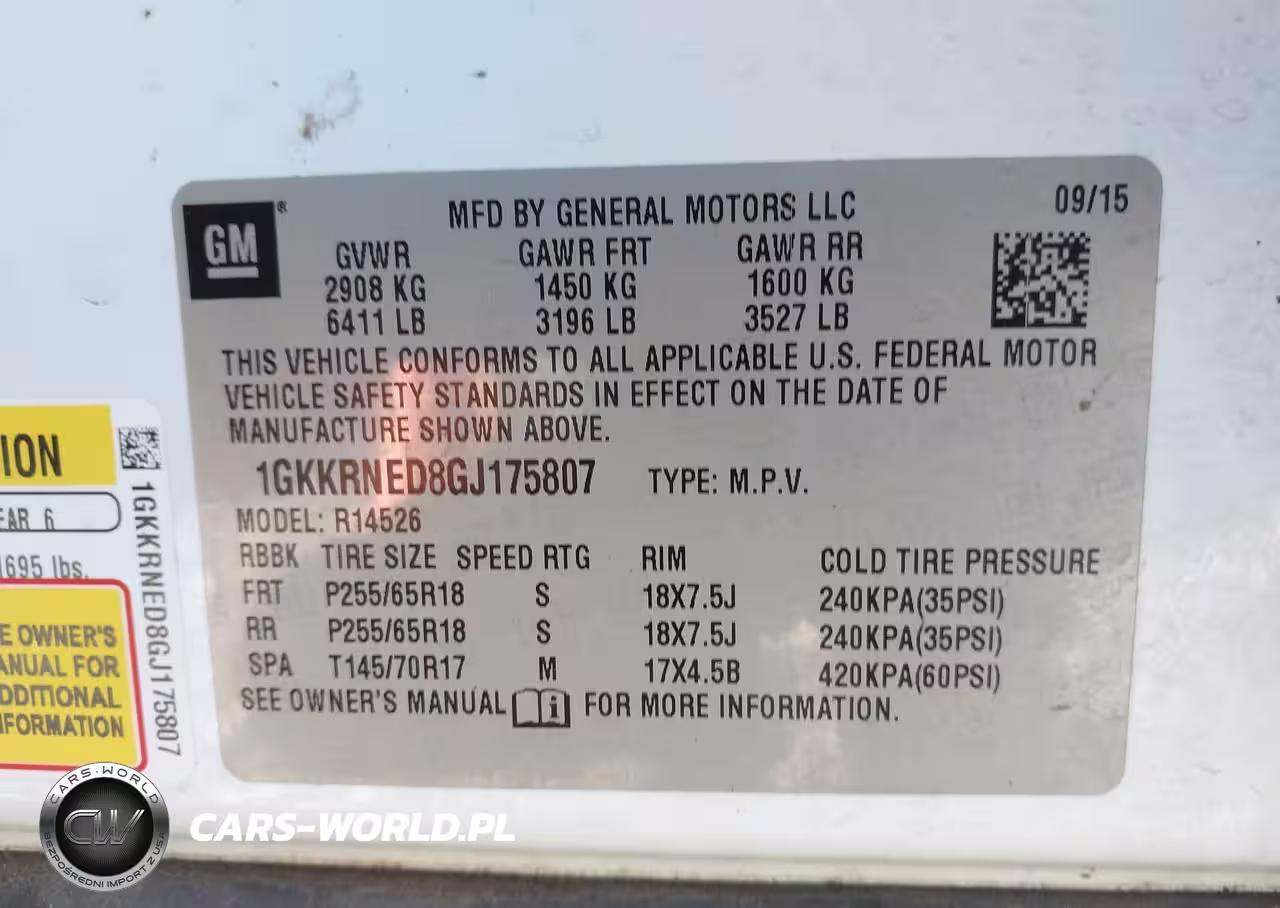 GM ®
MFD BY GENERAL MOTORS LLC 09/15
GVWR GAWR FRT GAWR RR
2908 KG 1450 KG 1600 KG
6411 LB 3196 LB 3527 LB
THIS VEHICLE CONFORMS TO ALL APPLICABLE U.S. FEDERAL MOTOR
VEHICLE SAFETY STANDARDS IN EFFECT ON THE DATE OF
MANUFACTURE SHOWN ABOVE.
1GKKRNED8GJ175807 TYPE: M.P.V.
MODEL: R14526
RBBK TIRE SIZE SPEED RTG RIM COLD TIRE PRESSURE
FRT P255/65R18 S 18X7.5J 240KPA(35PSI)
RR P255/65R18 S 18X7.5J 240KPA(35PSI)
SPA T145/70R17 M 17X4.5B 420KPA(60PSI)
SEE OWNER'S MANUAL i FOR MORE INFORMATION.
ION
EAR 6
1695 lbs.
E OWNER'S
ANUAL FOR
DDITIONAL
NFORMATION
1GKKRNED8GJ175807
CARS-WORLD
CW
BEZPOŚREDNI IMPORT Z USA
CARS-WORLD.PL